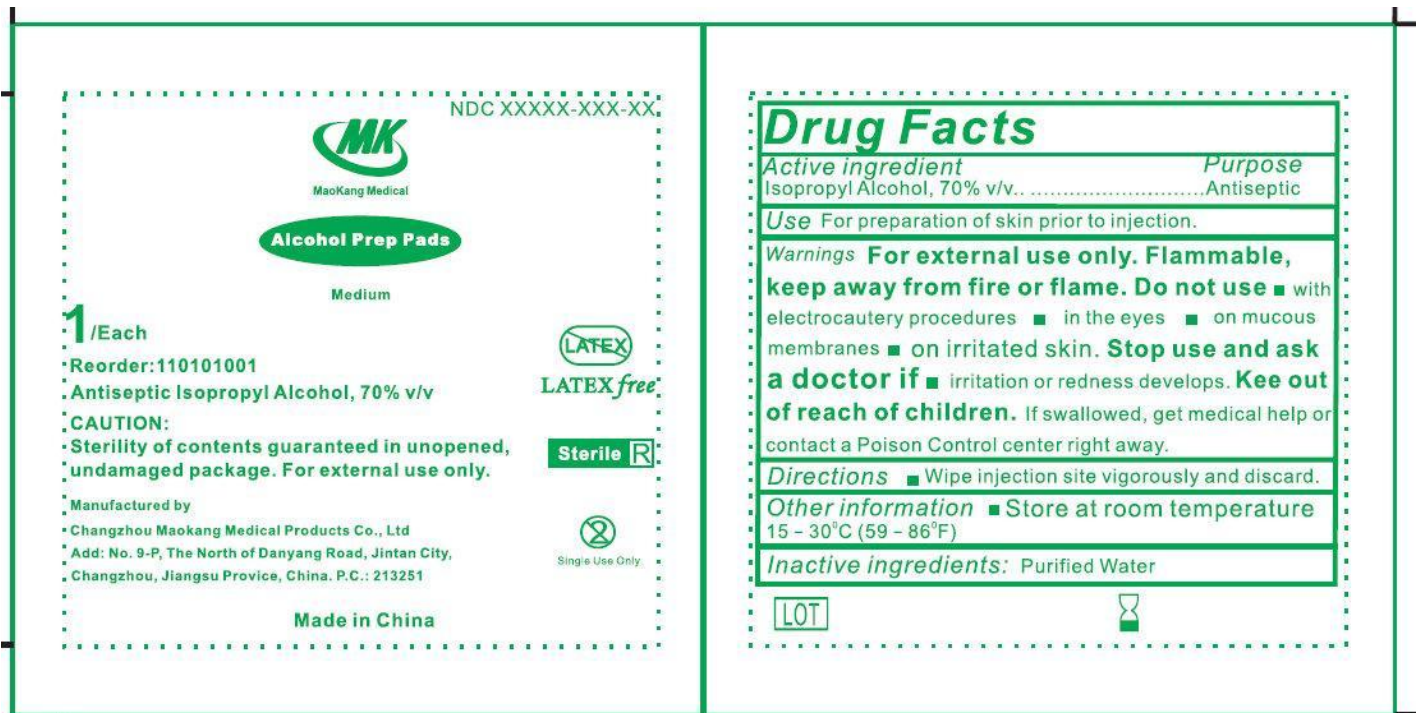 NDC XXXXX-XXX-XX
MK
MaoKang Medical
Alcohol Prep Pads
Medium
1/Each
Reorder:110101001
Antiseptic Isopropyl Alcohol, 70% v/v
CAUTION:
Sterility of contents guaranteed in unopened,
undamaged package. For external use only.
LATEX
LATEX free
Sterile R
Manufactured by
Changzhou Maokang Medical Products Co., Ltd
Add: No. 9-P, The North of Danyang Road, Jintan City,
Changzhou, Jiangsu Provice, China. P.C.: 213251
2
Single Use Only
Made in China
Drug Facts
Active ingredient Purpose
Isopropyl Alcohol, 70% v/v.. ...........................Antiseptic
Use For preparation of skin prior to injection.
Warnings For external use only. Flammable,
keep away from fire or flame. Do not use ■ with
electrocautery procedures ■ in the eyes ■ on mucous
membranes ■ on irritated skin. Stop use and ask
a doctor if ■ irritation or redness develops. Kee out
of reach of children. If swallowed, get medical help or
contact a Poison Control center right away.
Directions ■ Wipe injection site vigorously and discard.
Other information ■ Store at room temperature
15 – 30°C (59 – 86°F)
Inactive ingredients: Purified Water
LOT